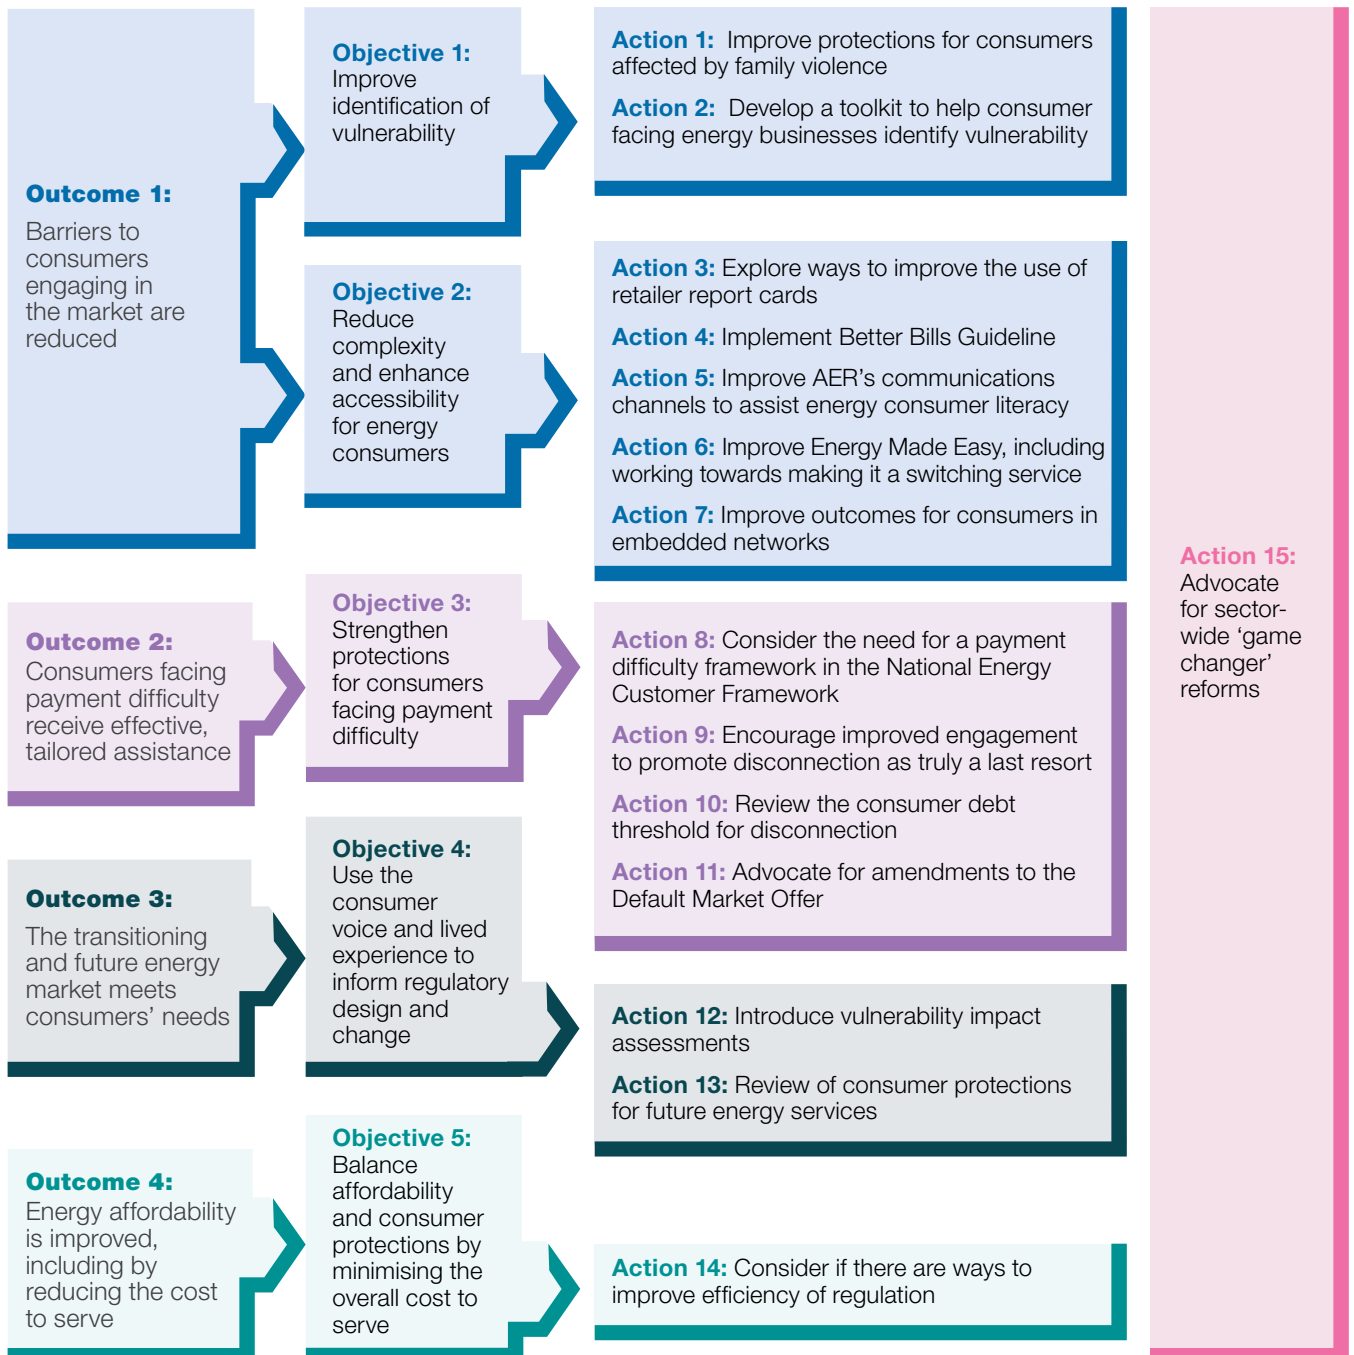 Outcome 1:
Barriers to
consumers
engaging in
the market are
reduced
Objective 1:
Improve
identification of
vulnerability
Action 1: Improve protections for consumers
affected by family violence
Action 2: Develop a toolkit to help consumer
facing energy businesses identify vulnerability
Objective 2:
Reduce
complexity
and enhance
accessibility
for energy
consumers
Action 3: Explore ways to improve the use of
retailer report cards
Action 4: Implement Better Bills Guideline
Action 5: Improve AER's communications
channels to assist energy consumer literacy
Action 6: Improve Energy Made Easy, including
working towards making it a switching service
Action 7: Improve outcomes for consumers in
embedded networks
Outcome 2:
Consumers facing
payment difficulty
receive effective,
tailored assistance
Objective 3:
Strengthen
protections
for consumers
facing payment
difficulty
Action 8: Consider the need for a payment
difficulty framework in the National Energy
Customer Framework
Action 9: Encourage improved engagement
to promote disconnection as truly a last resort
Action 10: Review the consumer debt
threshold for disconnection
Action 11: Advocate for amendments to the
Default Market Offer
Outcome 3:
The transitioning
and future energy
market meets
consumers' needs
Objective 4:
Use the
consumer
voice and lived
experience to
inform regulatory
design and
change
Action 12: Introduce vulnerability impact
assessments
Action 13: Review of consumer protections
for future energy services
Outcome 4:
Energy affordability
is improved,
including by
reducing the cost
to serve
Objective 5:
Balance
affordability
and consumer
protections by
minimising the
overall cost to
serve
Action 14: Consider if there are ways to
improve efficiency of regulation
Action 15:
Advocate
for sector-
wide ‘game
changer’
reforms